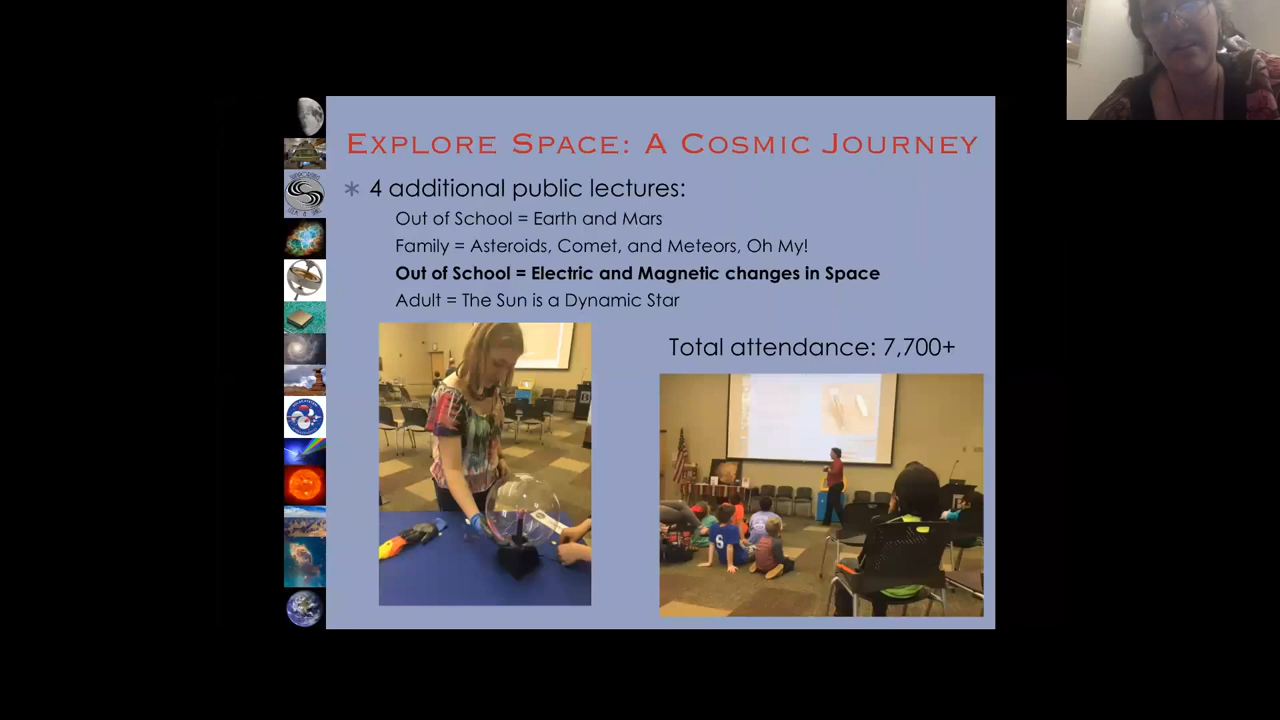 Explore Space: A Cosmic Journey
4 additional public lectures:
Out of School = Earth and Mars
Family = Asteroids, Comet, and Meteors, Oh My!
Out of School = Electric and Magnetic changes in Space
Adult = The Sun is a Dynamic Star
Total attendance: 7,700+
6